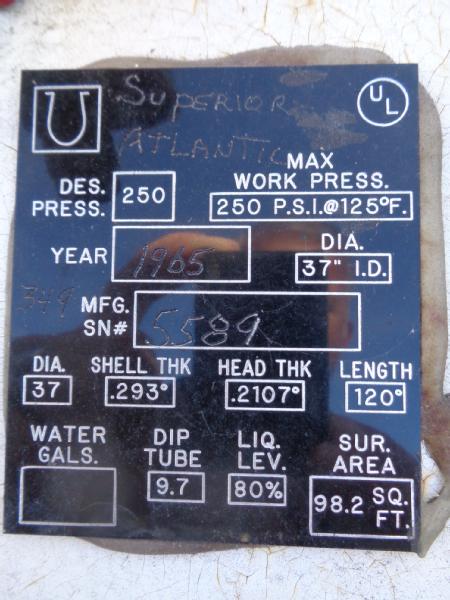 U SUPERIOR UL
ATLANTIC
DES. PRESS. 250
MAX WORK PRESS.
250 P.S.I.@125°F.
YEAR 1965
DIA.
37" I.D.
349 MFG. SN# 5589
DIA. SHELL THK HEAD THK LENGTH
37 .293° .2107° 120°
WATER GALS.
DIP TUBE
9.7
LIQ. LEV.
80%
SUR. AREA
98.2 SQ. FT.